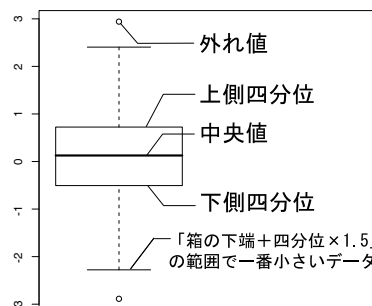 3
外れ値
2
上側四分位
1
中央値
0
下側四分位
-1
「箱の下端＋四分位×1.5」
-2
の範囲で一番小さいデータ
-3